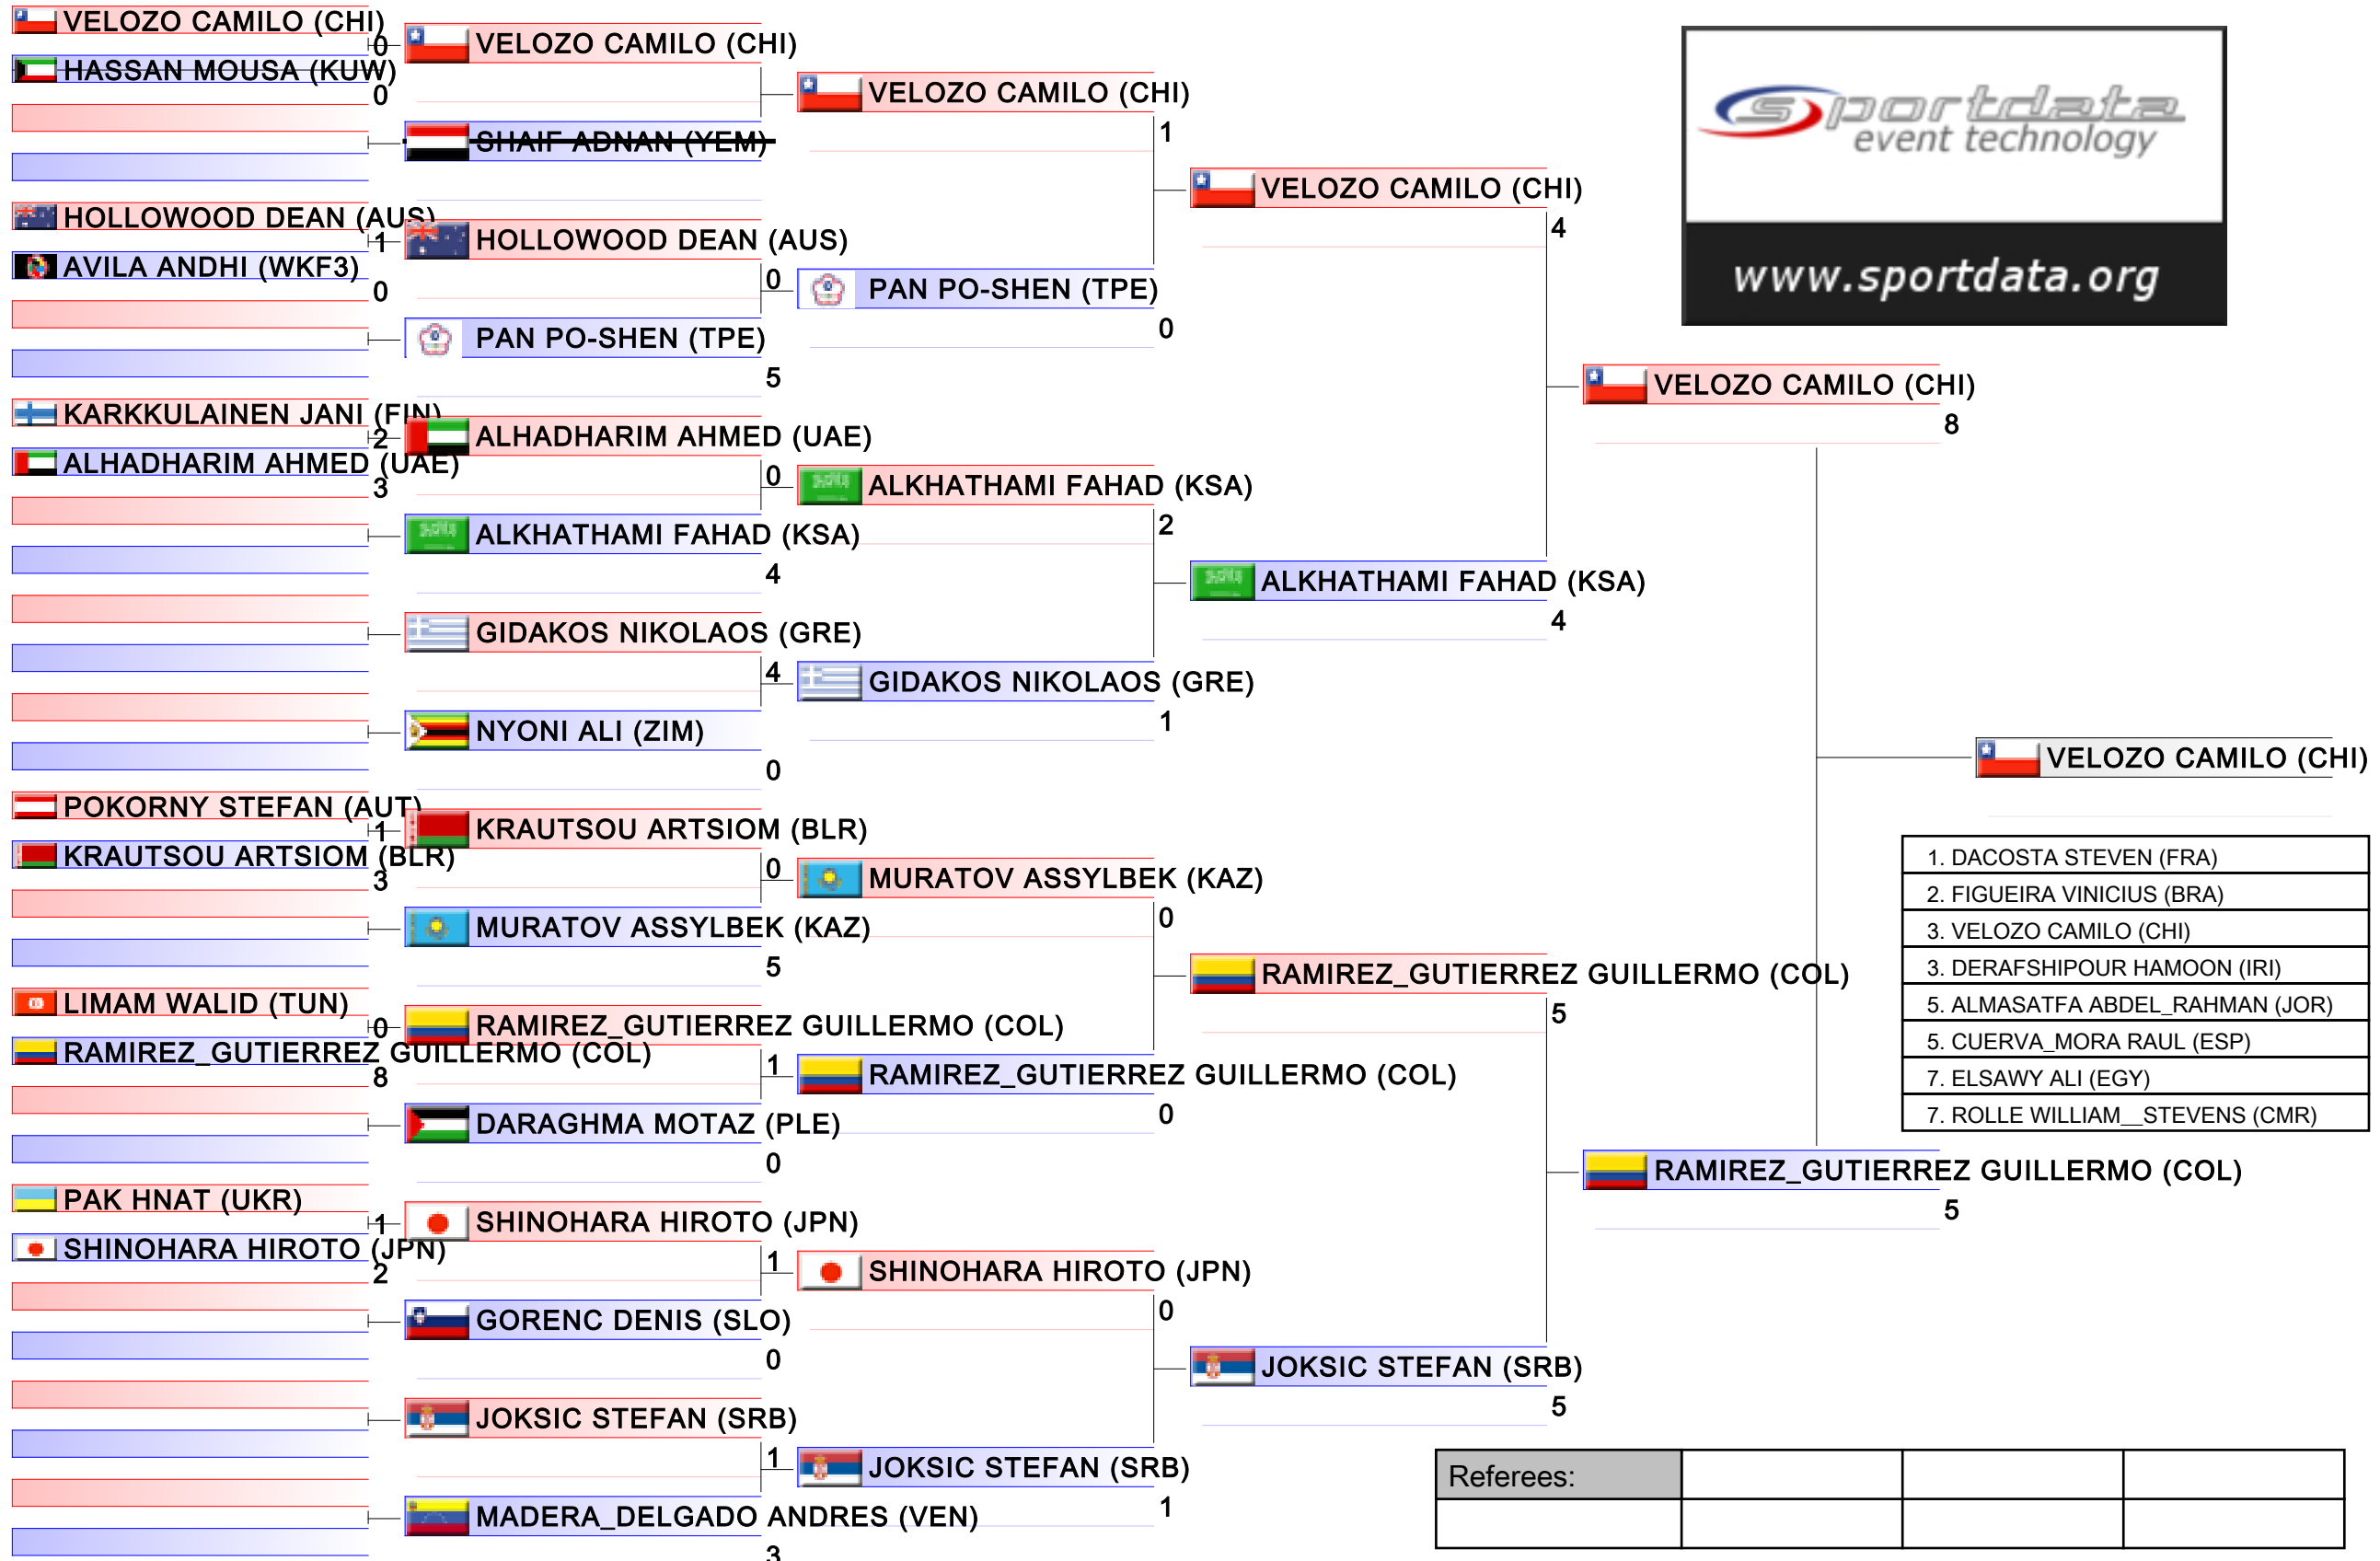 VELOZO CAMILO (CHI)
0
HASSAN MOUSA (KUW)
0
HOLLOWOOD DEAN (AUS)
1
AVILA ANDHI (WKF3)
0
KARKKULAINEN JANI (FIN)
2
ALHADHARIM AHMED (UAE)
3
POKORNY STEFAN (AUT)
1
KRAUTSOU ARTSIOM (BLR)
3
LIMAM WALID (TUN)
0
RAMIREZ_GUTIERREZ GUILLERMO (COL)
8
PAK HNAT (UKR)
1
SHINOHARA HIROTO (JPN)
2
VELOZO CAMILO (CHI)
SHAIF ADNAN (YEM)
HOLLOWOOD DEAN (AUS)
0
PAN PO-SHEN (TPE)
5
ALHADHARIM AHMED (UAE)
0
ALKHATHAMI FAHAD (KSA)
4
GIDAKOS NIKOLAOS (GRE)
4
NYONI ALI (ZIM)
0
KRAUTSOU ARTSIOM (BLR)
0
MURATOV ASSYLBEK (KAZ)
5
RAMIREZ_GUTIERREZ GUILLERMO (COL)
1
DARAGHMA MOTAZ (PLE)
0
SHINOHARA HIROTO (JPN)
1
GORENC DENIS (SLO)
0
JOKSIC STEFAN (SRB)
1
MADERA_DELGADO ANDRES (VEN)
3
VELOZO CAMILO (CHI)
1
PAN PO-SHEN (TPE)
0
ALKHATHAMI FAHAD (KSA)
2
GIDAKOS NIKOLAOS (GRE)
1
MURATOV ASSYLBEK (KAZ)
0
RAMIREZ_GUTIERREZ GUILLERMO (COL)
0
SHINOHARA HIROTO (JPN)
0
JOKSIC STEFAN (SRB)
1
VELOZO CAMILO (CHI)
4
ALKHATHAMI FAHAD (KSA)
4
RAMIREZ_GUTIERREZ GUILLERMO (COL)
5
JOKSIC STEFAN (SRB)
5
VELOZO CAMILO (CHI)
8
RAMIREZ_GUTIERREZ GUILLERMO (COL)
5
VELOZO CAMILO (CHI)
sportdata
event technology
www.sportdata.org
1. DACOSTA STEVEN (FRA)
2. FIGUEIRA VINICIUS (BRA)
3. VELOZO CAMILO (CHI)
3. DERAFSHIPOUR HAMOON (IRI)
5. ALMASATFA ABDEL_RAHMAN (JOR)
5. CUERVA_MORA RAUL (ESP)
7. ELSAWY ALI (EGY)
7. ROLLE WILLIAM__STEVENS (CMR)
Referees: